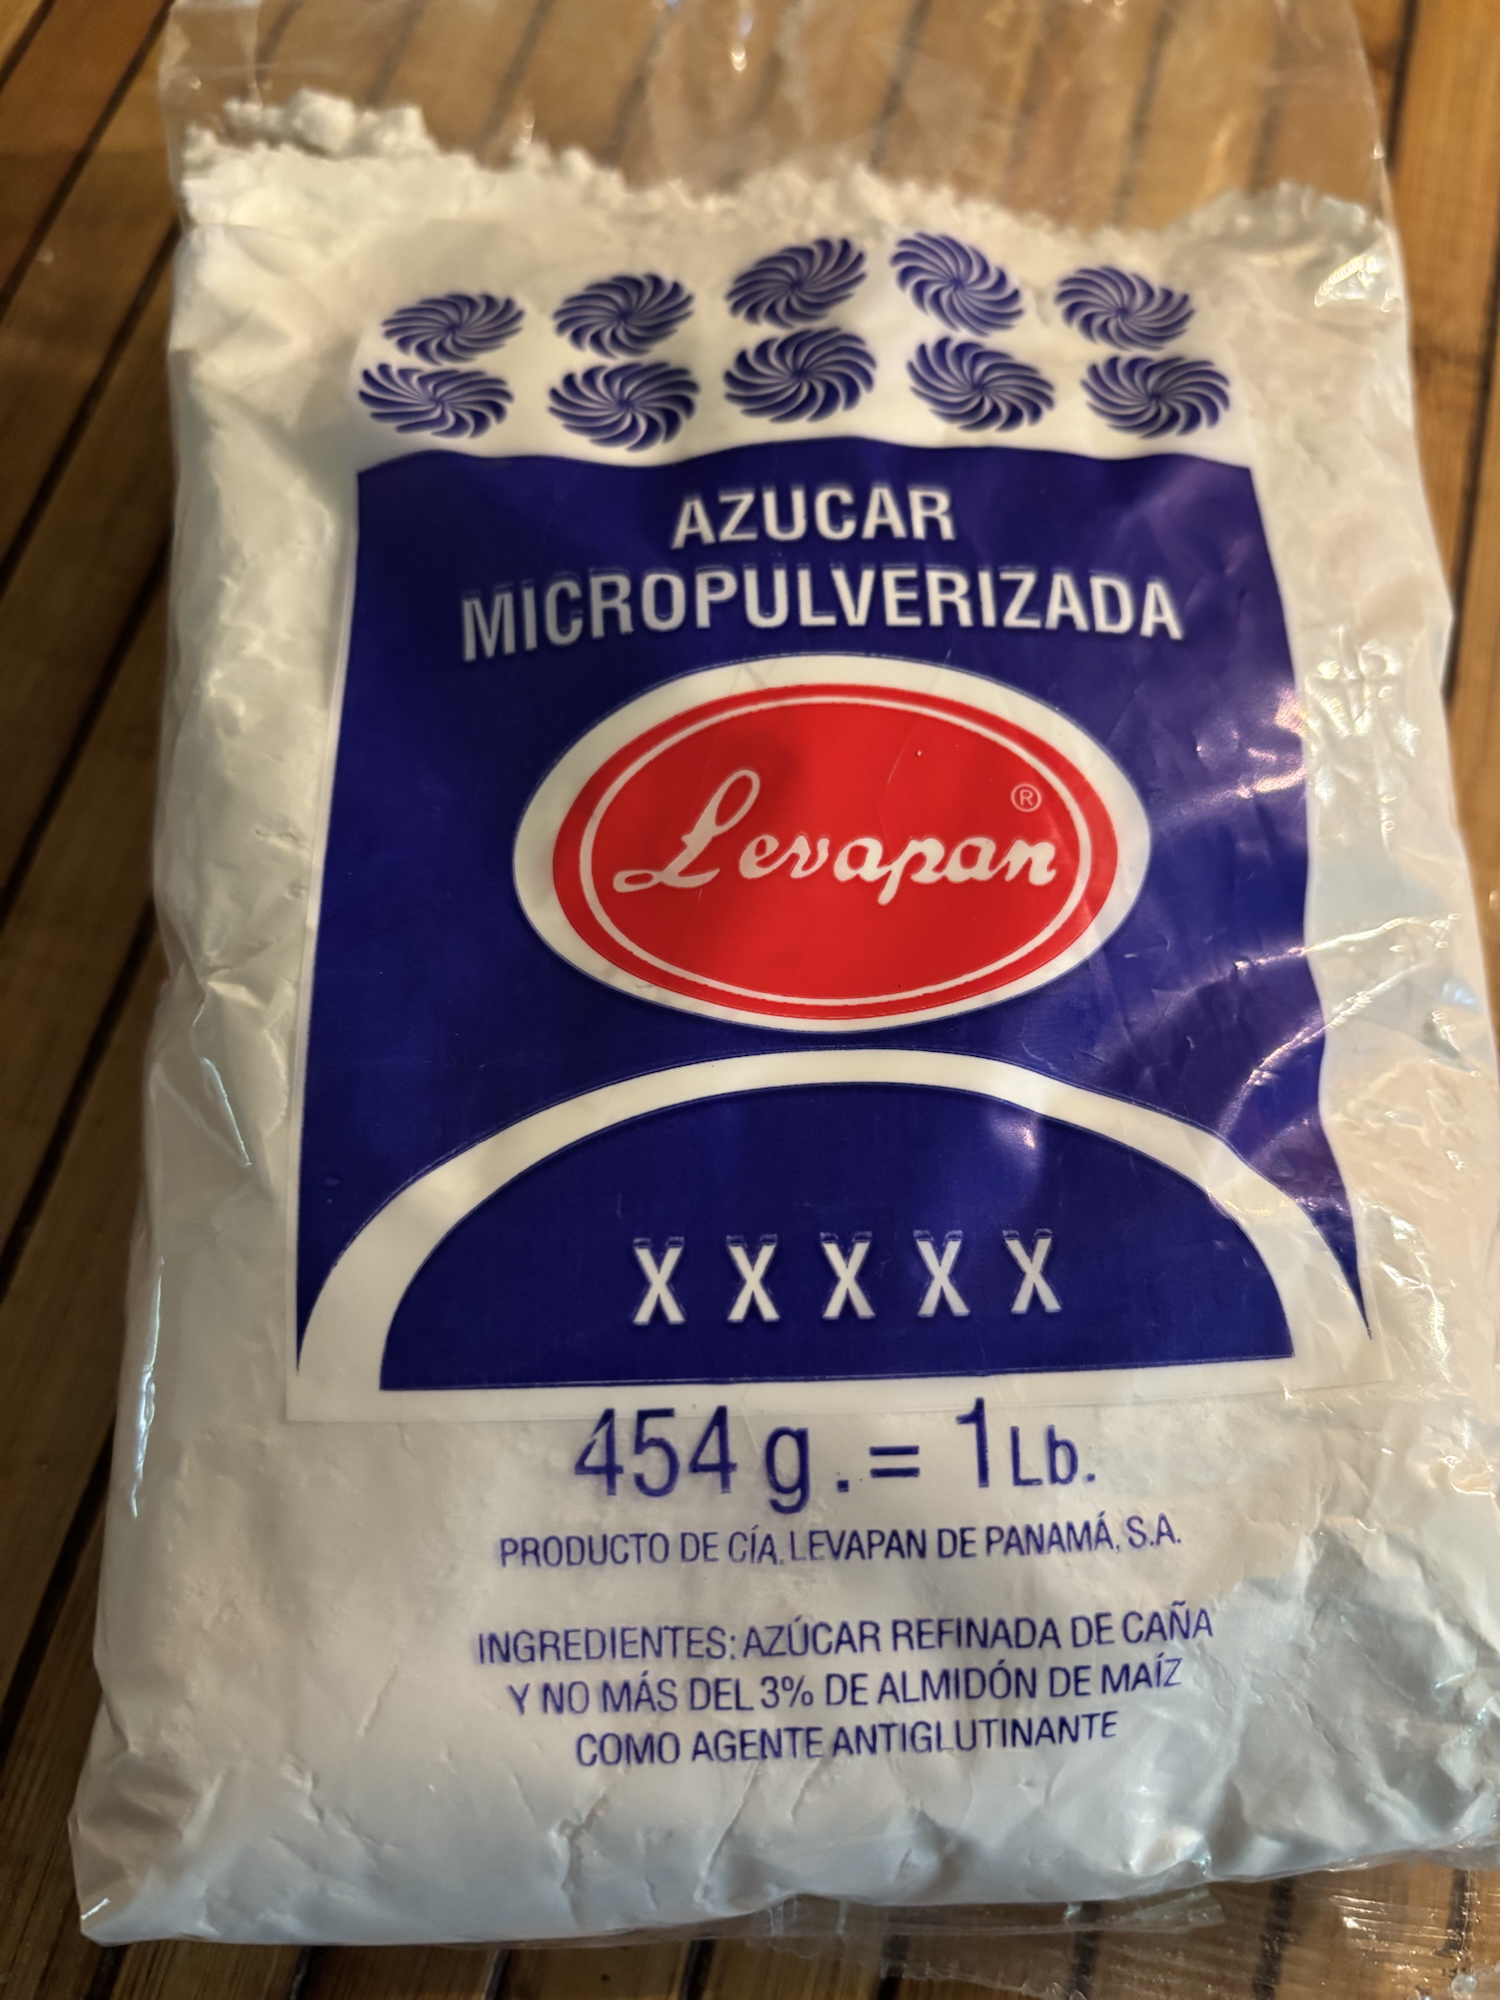 AZUCAR
MICROPULVERIZADA
Levapan ®
X X X X X
454 g. = 1 Lb.
PRODUCTO DE CÍA. LEVAPAN DE PANAMÁ, S.A.
INGREDIENTES: AZÚCAR REFINADA DE CAÑA
Y NO MÁS DEL 3% DE ALMIDÓN DE MAÍZ
COMO AGENTE ANTIGLUTINANTE